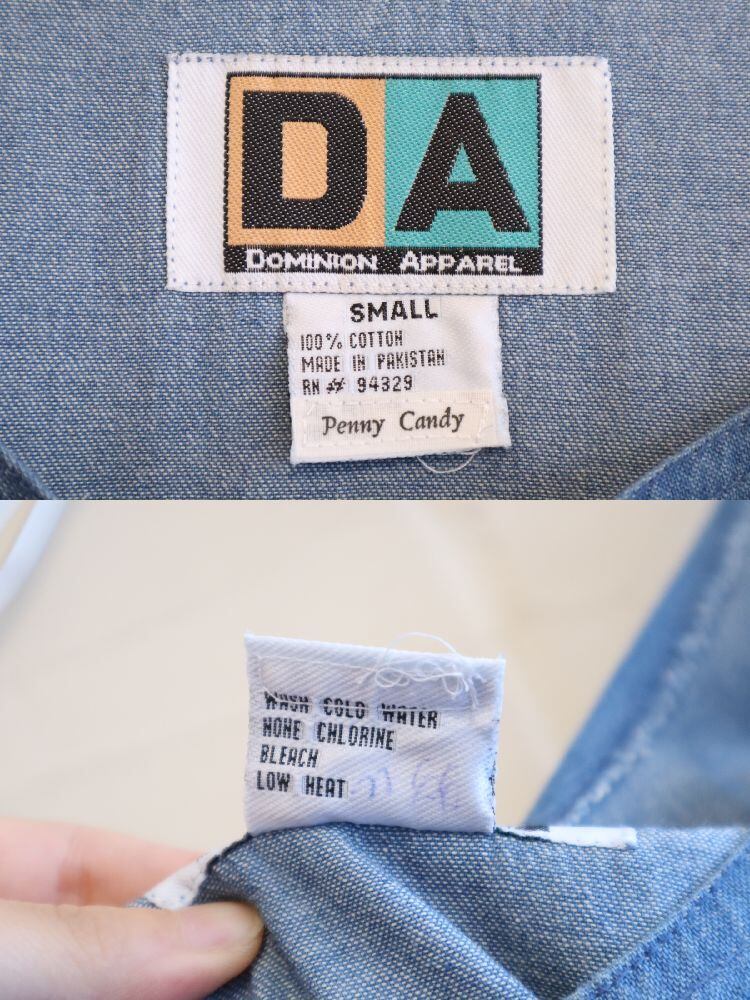 DA
DOMINION APPAREL
SMALL
100% COTTON
MADE IN PAKISTAN
RN # 94329
Penny Candy
WASH COLD WATER
NONE CHLORINE
BLEACH
LOW HEAT